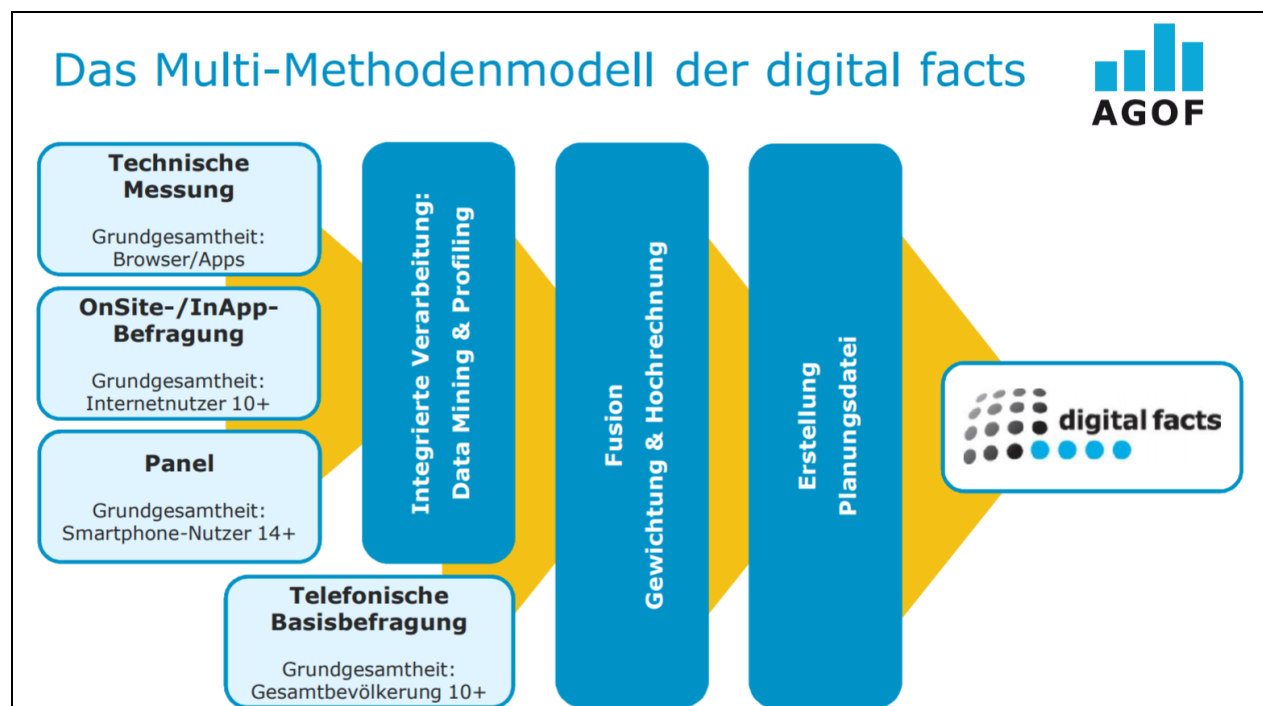 Das Multi-Methodenmodell der digital facts
AGOF
Technische
Messung
Grundgesamtheit:
Browser/Apps
OnSite-/InApp-
Befragung
Grundgesamtheit:
Internetnutzer 10+
Panel
Grundgesamtheit:
Smartphone-Nutzer 14+
Telefonische
Basisbefragung
Grundgesamtheit:
Gesamtbevölkerung 10+
Integrierte Verarbeitung:
Data Mining & Profiling
Fusion
Gewichtung & Hochrechnung
Erstellung
Planungsdatei
digital facts